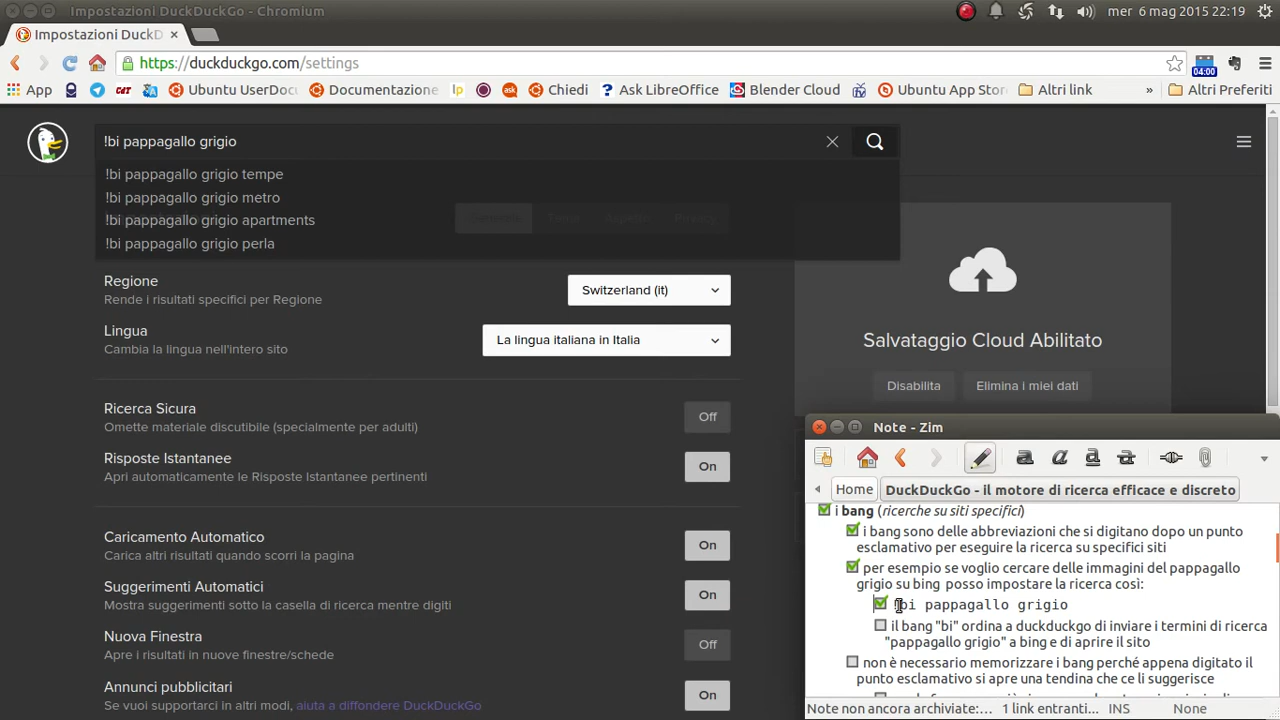 Impostazioni DuckDuckGo - Chromium
mer 6 mag 2015 22:19
Impostazioni DuckD
https://duckduckgo.com/settings
04:00
App
CAT
Ubuntu UserDocu
Documentazione
lp
ask
Chiedi
? Ask LibreOffice
Blender Cloud
tv
Ubuntu App Store
Altri link
»
Altri Preferiti
!bi pappagallo grigio
!bi pappagallo grigio tempe
!bi pappagallo grigio metro
!bi pappagallo grigio apartments
!bi pappagallo grigio perla
Regione
Rende i risultati specifici per Regione
Switzerland (it)
Lingua
Cambia la lingua nell'intero sito
La lingua italiana in Italia
Salvataggio Cloud Abilitato
Disabilita
Elimina i miei dati
Ricerca Sicura
Omette materiale discutibile (specialmente per adulti)
Off
Risposte Istantanee
Apri automaticamente le Risposte Istantanee pertinenti
On
Caricamento Automatico
Carica altri risultati quando scorri la pagina
On
Suggerimenti Automatici
Mostra suggerimenti sotto la casella di ricerca mentre digiti
On
Nuova Finestra
Apre i risultati in nuove finestre/schede
Off
Annunci pubblicitari
Se vuoi supportarci in altri modi, aiuta a diffondere DuckDuckGo
On
Note - Zim
a a a a
Home
DuckDuckGo - il motore di ricerca efficace e discreto
i bang (ricerche su siti specifici)
i bang sono delle abbreviazioni che si digitano dopo un punto
esclamativo per eseguire la ricerca su specifici siti
per esempio se voglio cercare delle immagini del pappagallo
grigio su bing posso impostare la ricerca così:
!bi pappagallo grigio
il bang "bi" ordina a duckduckgo di inviare i termini di ricerca
"pappagallo grigio" a bing e di aprire il sito
non è necessario memorizzare i bang perché appena digitato il
punto esclamativo si apre una tendina che ce li suggerisce
Note non ancora archiviate:...
1 link entranti...
INS
None